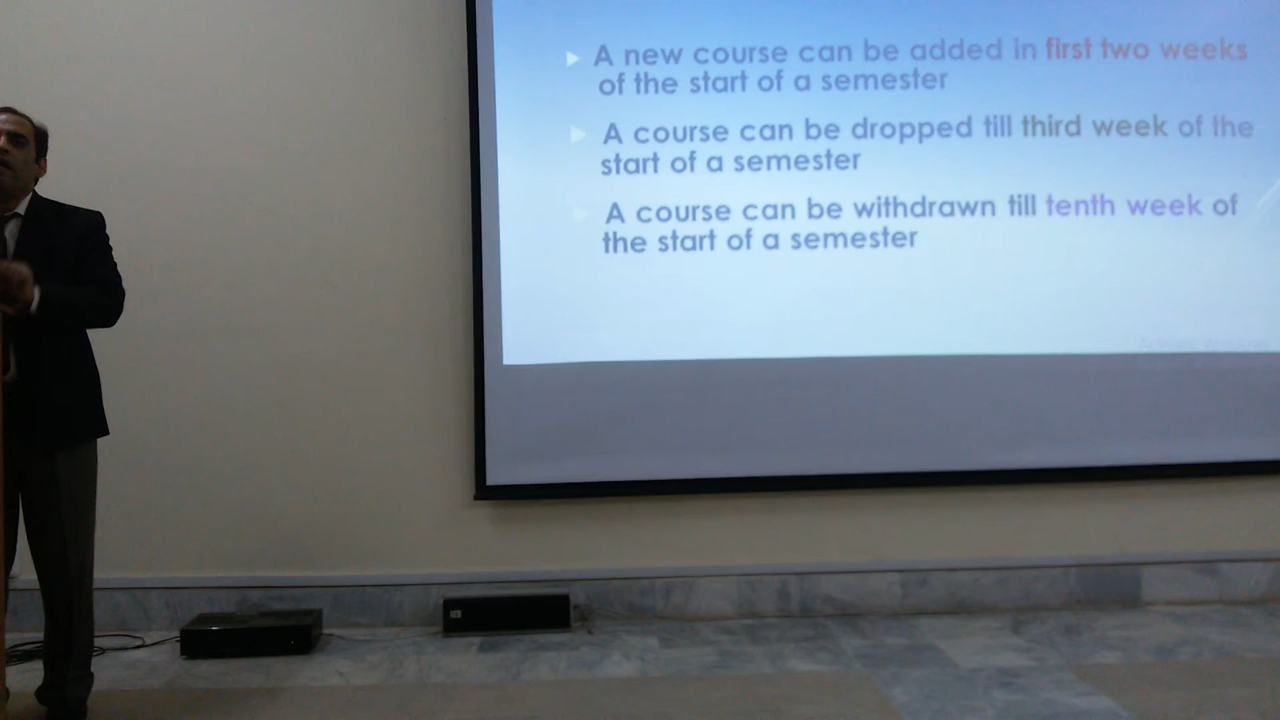 A new course can be added in first two weeks
of the start of a semester
A course can be dropped till third week of the
start of a semester
A course can be withdrawn till tenth week of
the start of a semester